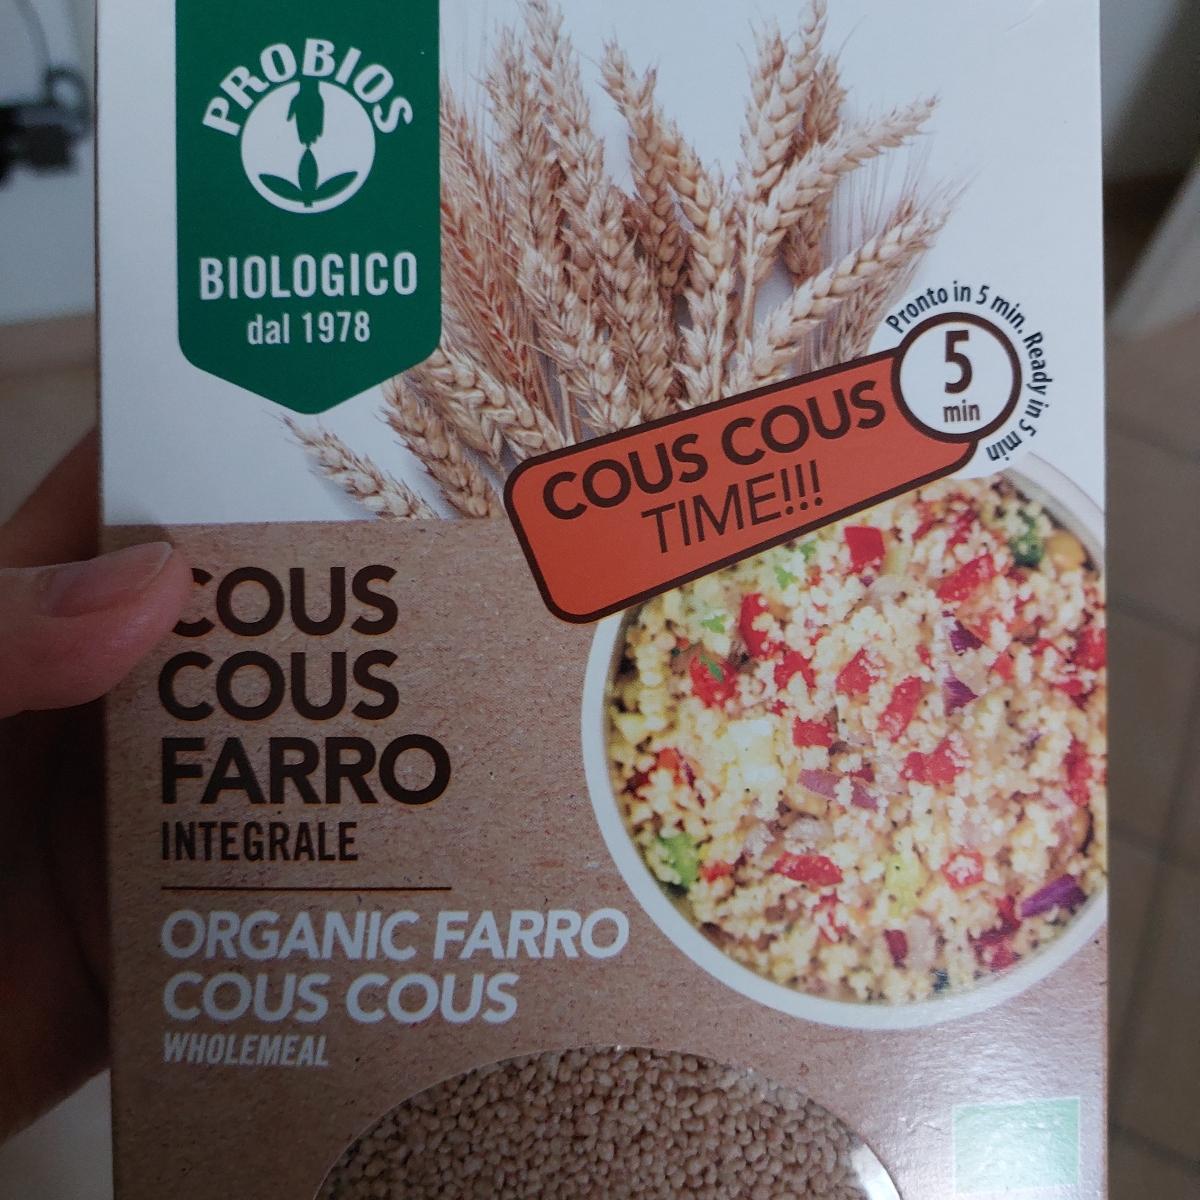 PROBIOS
BIOLOGICO
dal 1978
Pronto in 5 min. Ready in 5 min
5
min
COUS COUS
TIME!!!
COUS
COUS
FARRO
INTEGRALE
ORGANIC FARRO
COUS COUS
WHOLEMEAL